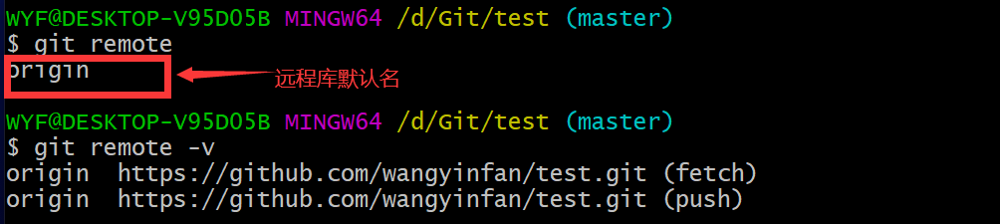 WYF@DESKTOP-V95DO5B MINGW64 /d/Git/test (master)
$ git remote
origin
远程库默认名
WYF@DESKTOP-V95DO5B MINGW64 /d/Git/test (master)
$ git remote -v
origin  https://github.com/wangyinfan/test.git (fetch)
origin  https://github.com/wangyinfan/test.git (push)